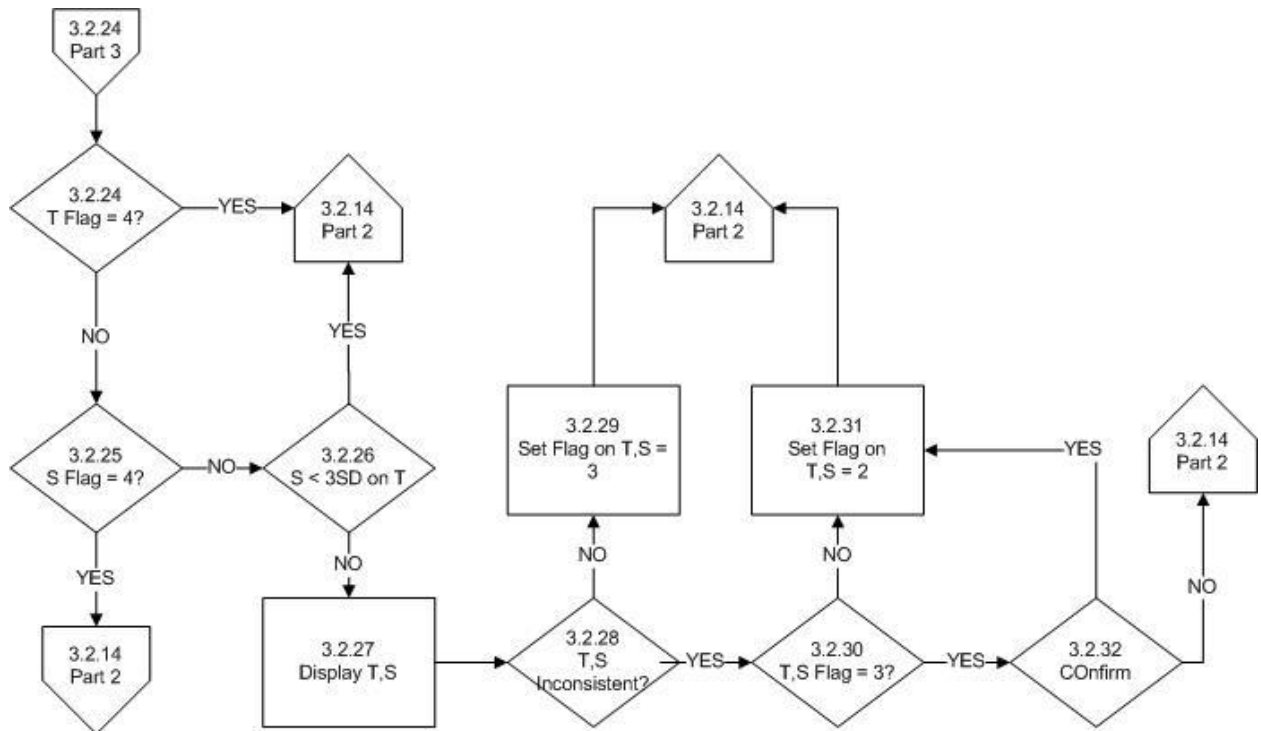 3.2.24
Part 3
3.2.24
T Flag = 4?
YES
3.2.14
Part 2
3.2.14
Part 2
NO
YES
3.2.25
S Flag = 4?
NO
3.2.26
S < 3SD on T
3.2.29
Set Flag on T,S =
3
3.2.31
Set Flag on
T,S = 2
YES
3.2.14
Part 2
YES
NO
NO
NO
NO
3.2.14
Part 2
3.2.27
Display T,S
3.2.28
T,S
Inconsistent?
YES
3.2.30
T,S Flag = 3?
YES
3.2.32
COnfirm